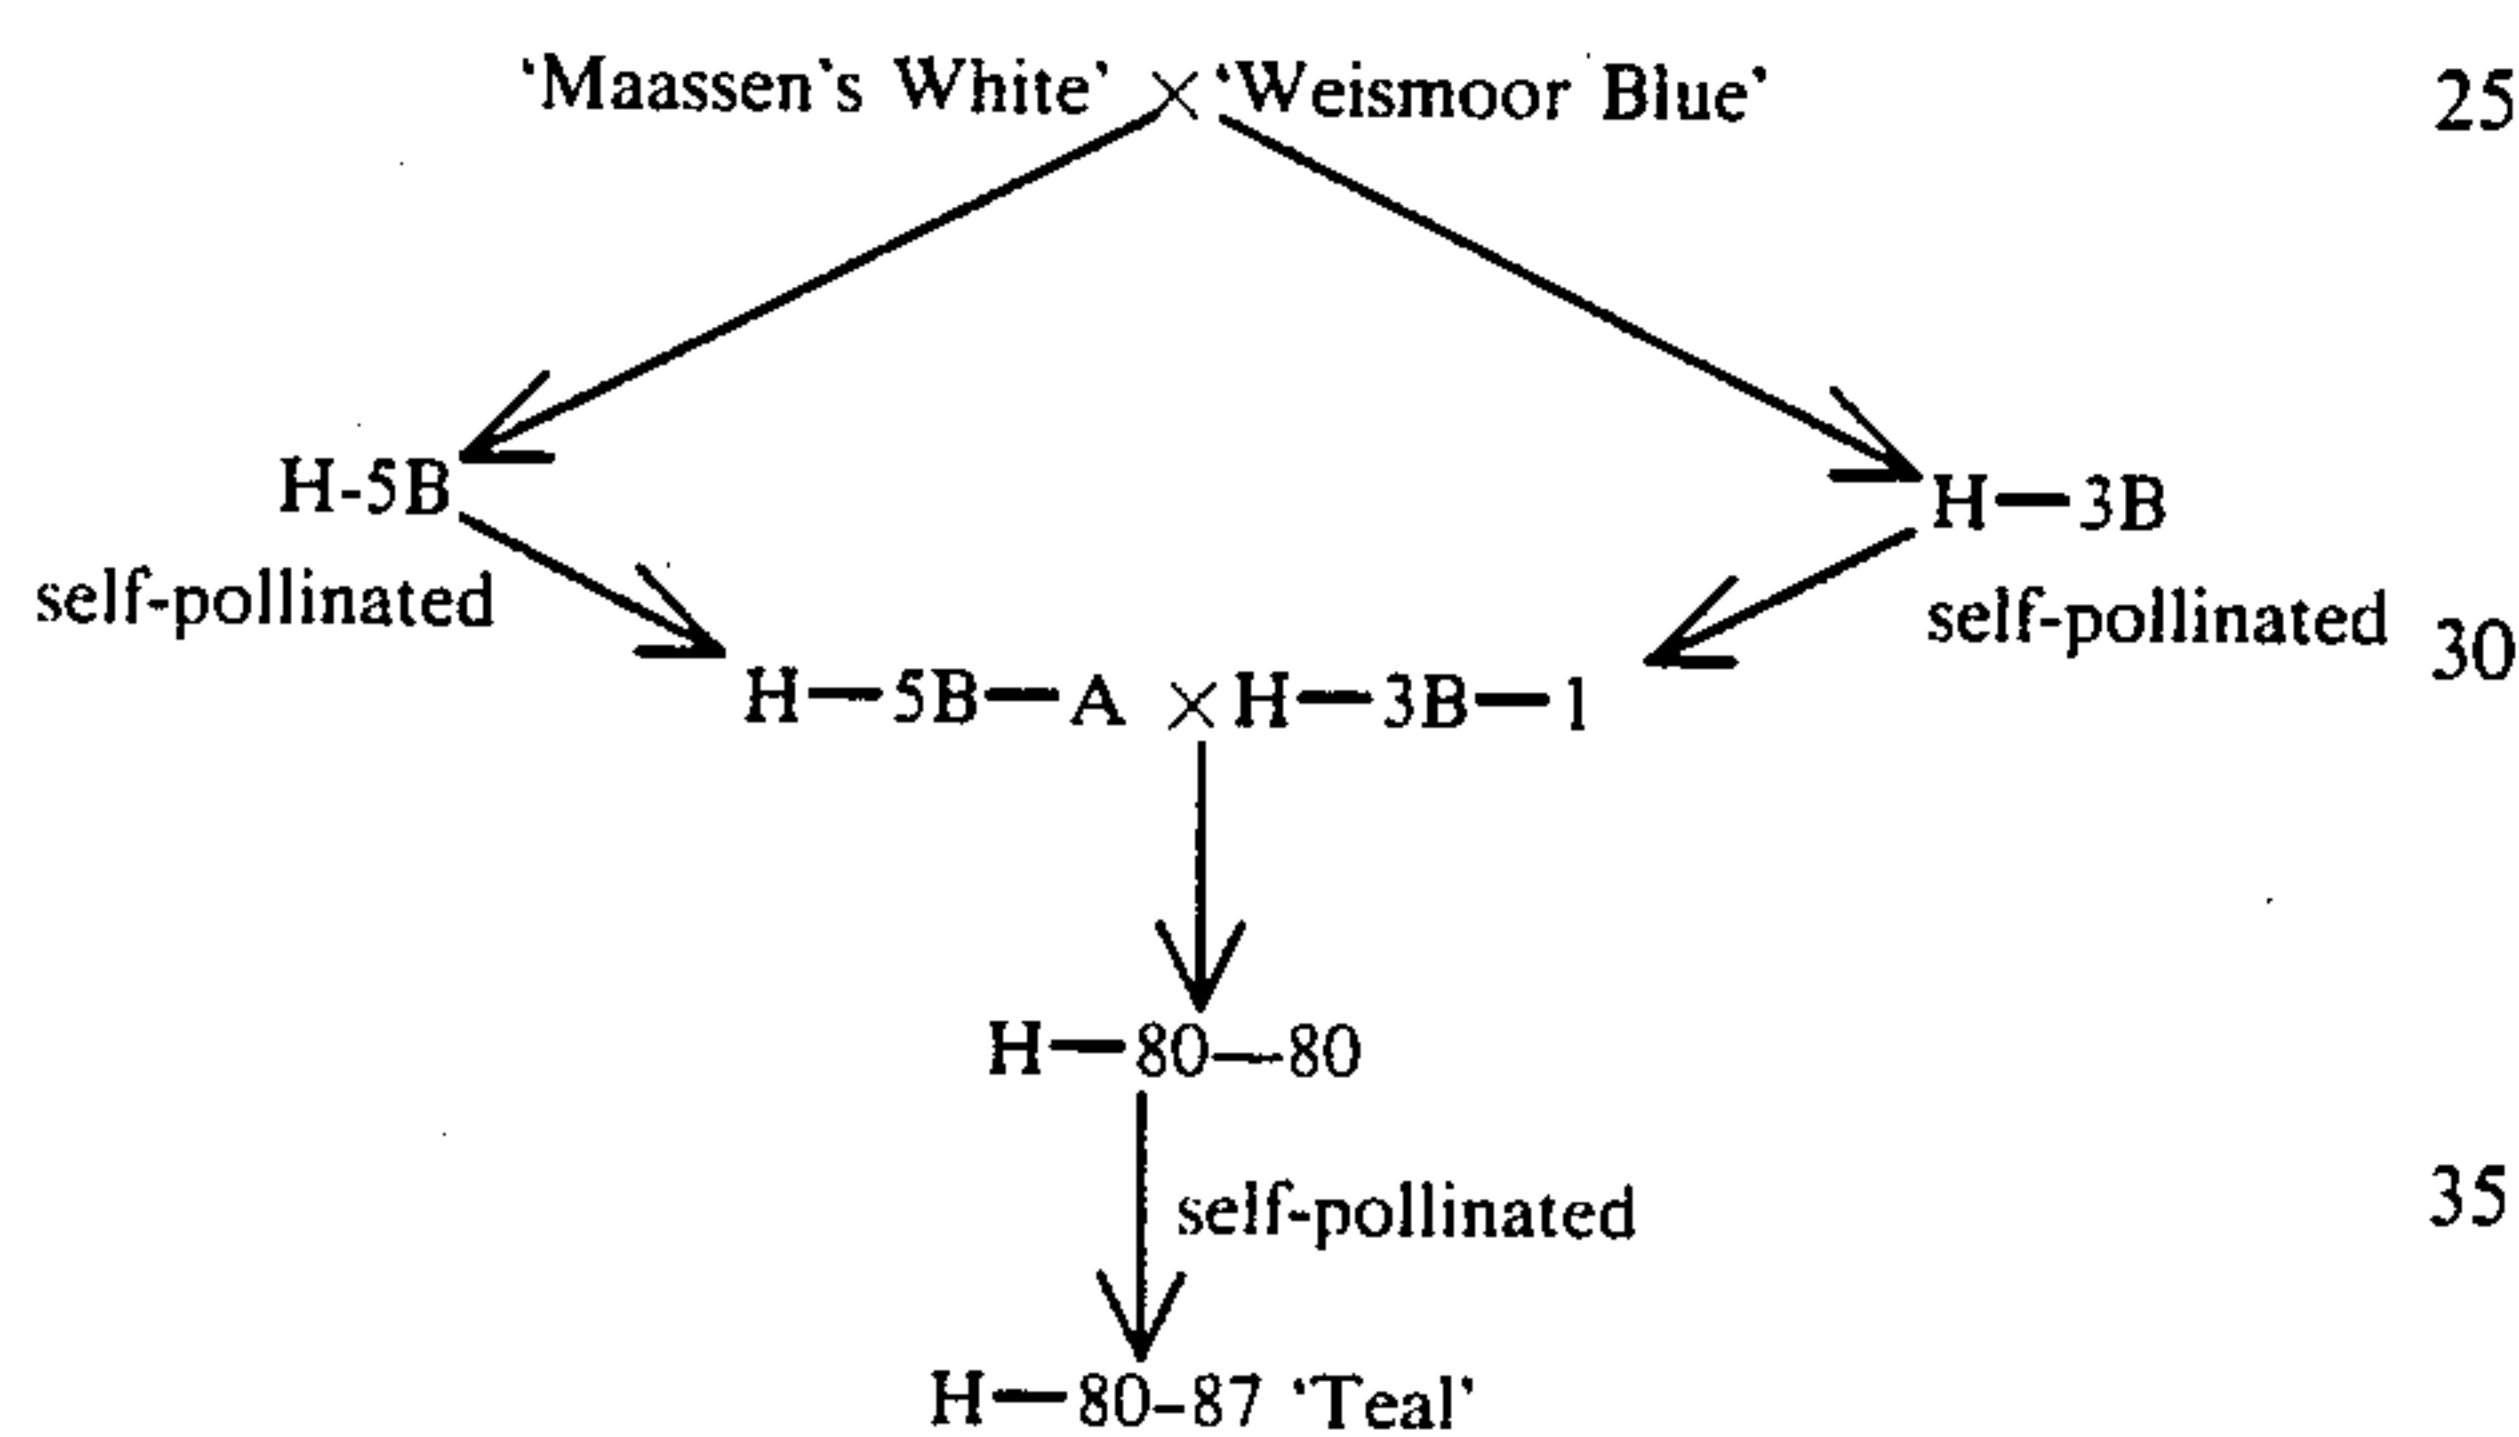 ‘Maassen‘s White’ × ‘Weismoor Blue’ 25
H-5B H—3B
self-pollinated self-pollinated 30
H—5B—A × H—3B—1
H—80—80
self-pollinated 35
H—80–87 ‘Teal’